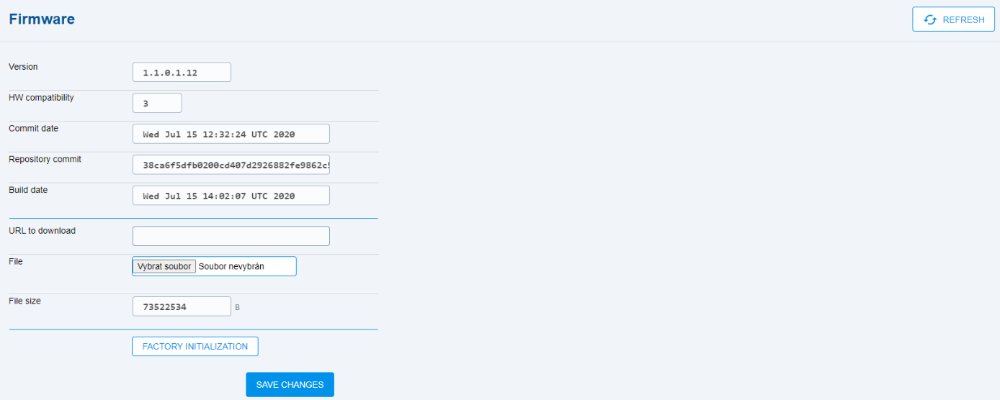 Firmware
REFRESH
Version 1.1.0.1.12
HW compatibility 3
Commit date Wed Jul 15 12:32:24 UTC 2020
Repository commit 38ca6f5dfb0200cd407d2926882fe9862c5
Build date Wed Jul 15 14:02:07 UTC 2020
URL to download
File Vybrat soubor Soubor nevybrán
File size 73522534 B
FACTORY INITIALIZATION
SAVE CHANGES